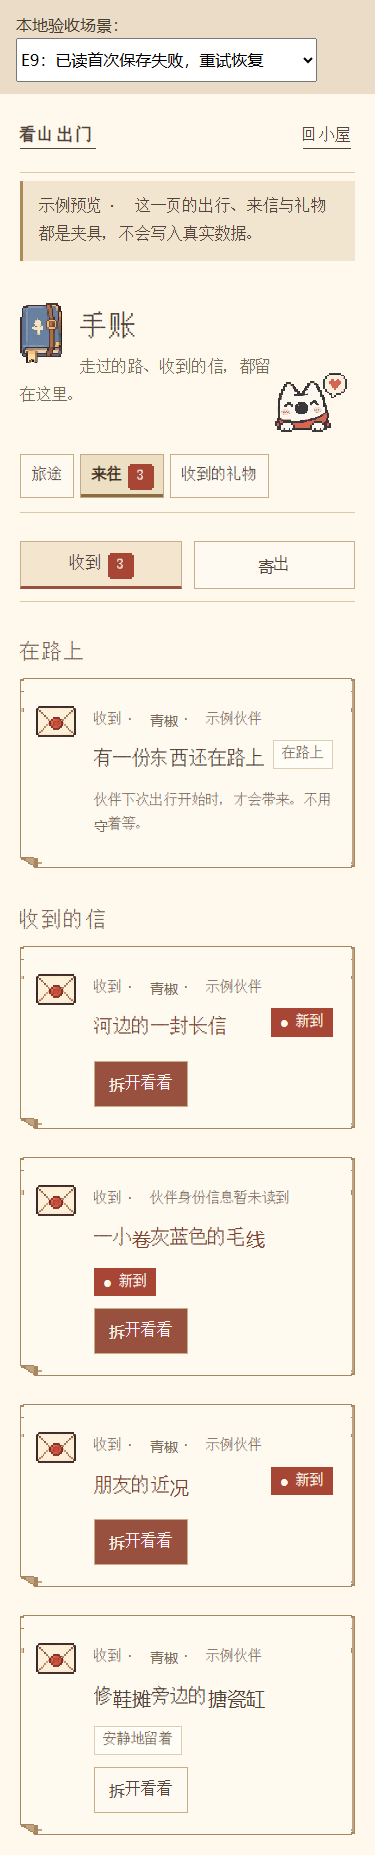 本地验收场景：
E9：已读首次保存失败，重试恢复
看山出门
回小屋
示例预览 · 这一页的出行、来信与礼物
都是夹具，不会写入真实数据。
手账
走过的路、收到的信，都留
在这里。
旅途
来往 3
收到的礼物
收到 3
寄出
在路上
收到 · 青椒 · 示例伙伴
有一份东西还在路上
在路上
伙伴下次出行开始时，才会带来。不用
守着等。
收到的信
收到 · 青椒 · 示例伙伴
河边的一封长信
新到
拆开看看
收到 · 伙伴身份信息暂未读到
一小卷灰蓝色的毛线
新到
拆开看看
收到 · 青椒 · 示例伙伴
朋友的近况
新到
拆开看看
收到 · 青椒 · 示例伙伴
修鞋摊旁边的搪瓷缸
安静地留着
拆开看看